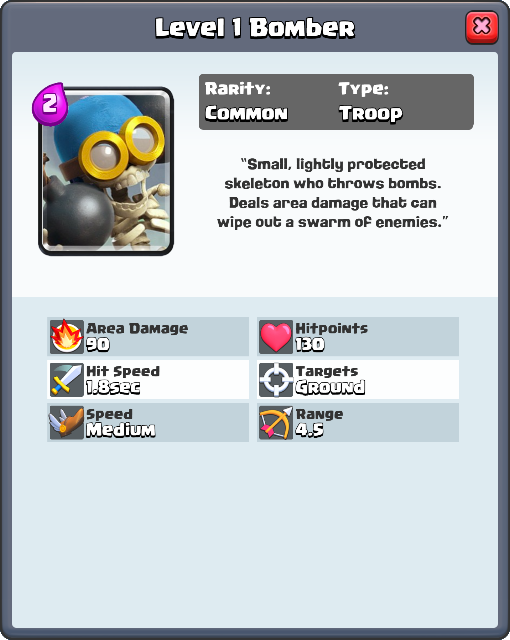 Level 1 Bomber
2
Rarity: Type:
Common Troop
“Small, lightly protected
skeleton who throws bombs.
Deals area damage that can
wipe out a swarm of enemies.”
Area Damage Hitpoints
90 130
Hit Speed Targets
1.8sec Ground
Speed Range
Medium 4.5